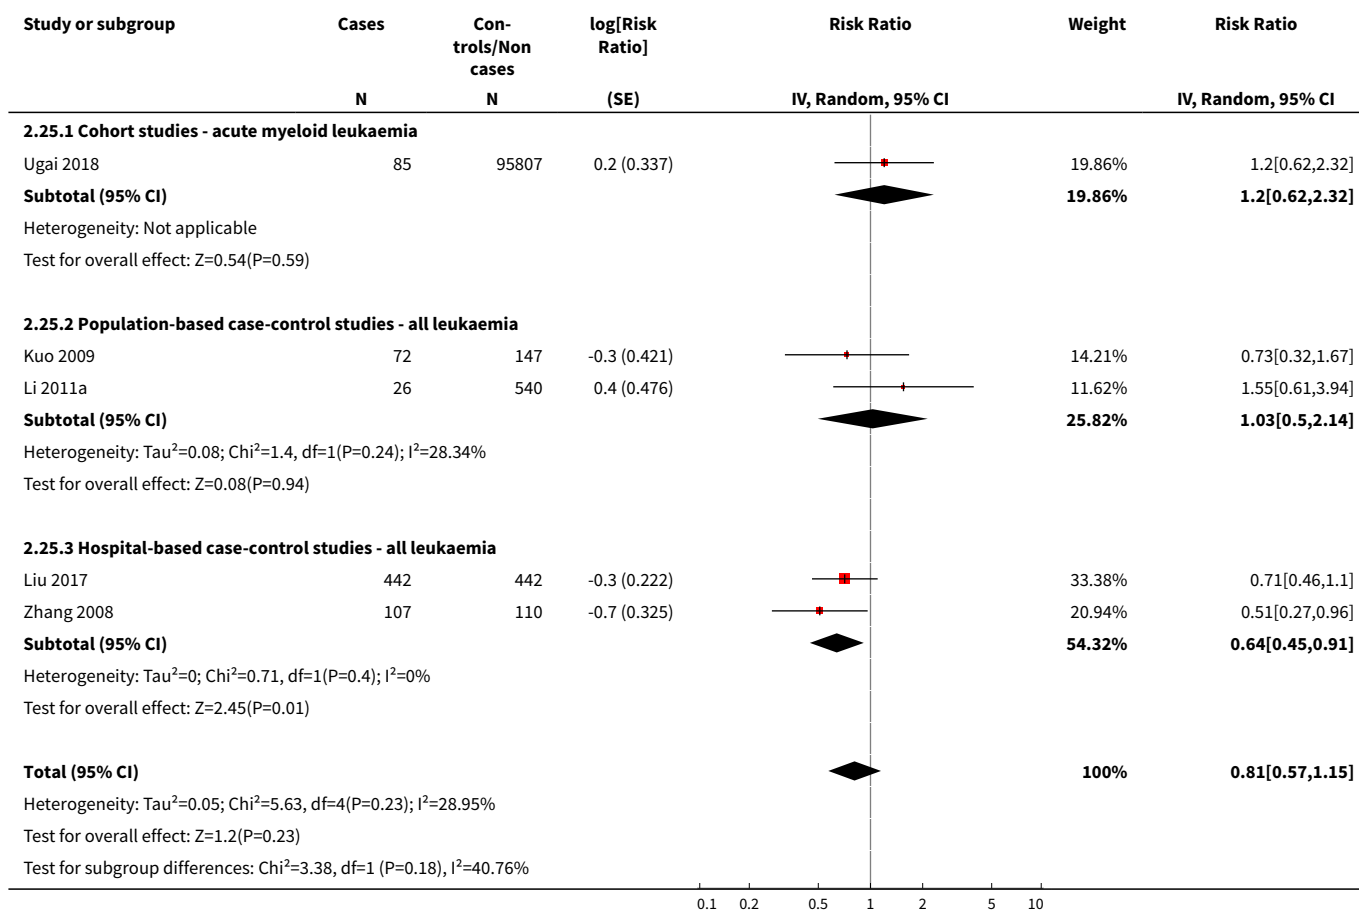 Study or subgroup Cases Con- log[Risk Risk Ratio Weight Risk Ratio
trols/Non Ratio]
cases
N N (SE) IV, Random, 95% CI IV, Random, 95% CI
2.25.1 Cohort studies - acute myeloid leukaemia
Ugai 2018 85 95807 0.2 (0.337) 19.86% 1.2[0.62,2.32]
Subtotal (95% CI) 19.86% 1.2[0.62,2.32]
Heterogeneity: Not applicable
Test for overall effect: Z=0.54(P=0.59)
2.25.2 Population-based case-control studies - all leukaemia
Kuo 2009 72 147 -0.3 (0.421) 14.21% 0.73[0.32,1.67]
Li 2011a 26 540 0.4 (0.476) 11.62% 1.55[0.61,3.94]
Subtotal (95% CI) 25.82% 1.03[0.5,2.14]
Heterogeneity: Tau²=0.08; Chi²=1.4, df=1(P=0.24); I²=28.34%
Test for overall effect: Z=0.08(P=0.94)
2.25.3 Hospital-based case-control studies - all leukaemia
Liu 2017 442 442 -0.3 (0.222) 33.38% 0.71[0.46,1.1]
Zhang 2008 107 110 -0.7 (0.325) 20.94% 0.51[0.27,0.96]
Subtotal (95% CI) 54.32% 0.64[0.45,0.91]
Heterogeneity: Tau²=0; Chi²=0.71, df=1(P=0.4); I²=0%
Test for overall effect: Z=2.45(P=0.01)
Total (95% CI) 100% 0.81[0.57,1.15]
Heterogeneity: Tau²=0.05; Chi²=5.63, df=4(P=0.23); I²=28.95%
Test for overall effect: Z=1.2(P=0.23)
Test for subgroup differences: Chi²=3.38, df=1 (P=0.18), I²=40.76%
0.1 0.2 0.5 1 2 5 10